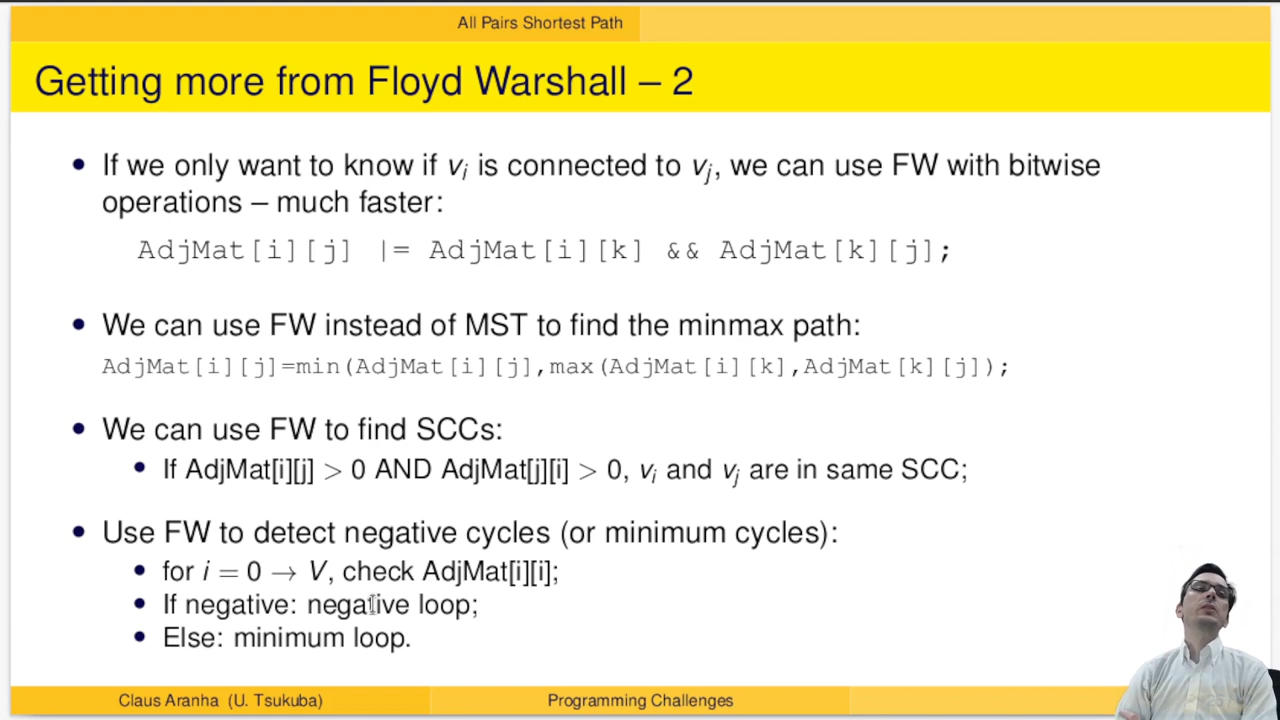 All Pairs Shortest Path
Getting more from Floyd Warshall – 2
• If we only want to know if vi is connected to vj, we can use FW with bitwise
operations – much faster:
AdjMat[i][j] |= AdjMat[i][k] && AdjMat[k][j];
• We can use FW instead of MST to find the minmax path:
AdjMat[i][j]=min(AdjMat[i][j],max(AdjMat[i][k],AdjMat[k][j]);
• We can use FW to find SCCs:
• If AdjMat[i][j] > 0 AND AdjMat[j][i] > 0, vi and vj are in same SCC;
• Use FW to detect negative cycles (or minimum cycles):
• for i = 0 → V, check AdjMat[i][i];
• If negative: negative loop;
• Else: minimum loop.
Claus Aranha (U. Tsukuba)
Programming Challenges